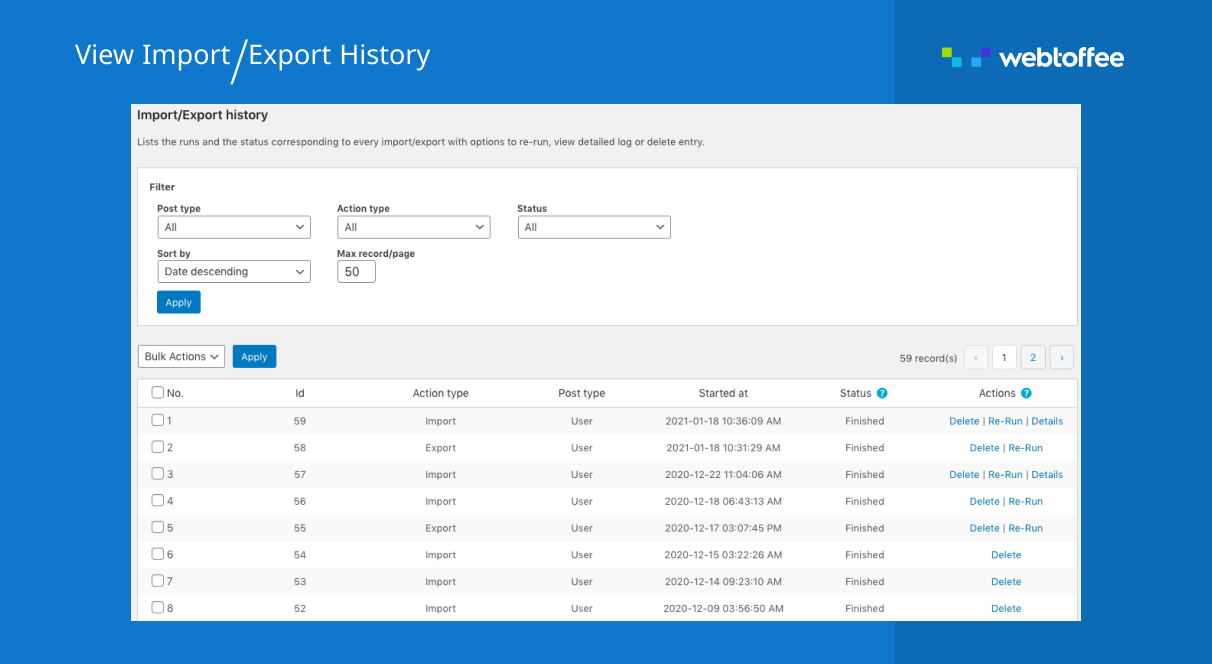 View Import/Export History
webtoffee
Import/Export history
Lists the runs and the status corresponding to every import/export with options to re-run, view detailed log or delete entry.
Filter
Post type Action type Status
All All All
Sort by Max record/page
Date descending 50
Apply
Bulk Actions Apply 59 record(s) ‹ 1 2 ›
No. Id Action type Post type Started at Status ? Actions ?
1 59 Import User 2021-01-18 10:36:09 AM Finished Delete | Re-Run | Details
2 58 Export User 2021-01-18 10:31:29 AM Finished Delete | Re-Run
3 57 Import User 2020-12-22 11:04:06 AM Finished Delete | Re-Run | Details
4 56 Import User 2020-12-18 06:43:13 AM Finished Delete | Re-Run
5 55 Export User 2020-12-17 03:07:45 PM Finished Delete | Re-Run
6 54 Import User 2020-12-15 03:22:26 AM Finished Delete
7 53 Import User 2020-12-14 09:23:10 AM Finished Delete
8 52 Import User 2020-12-09 03:56:50 AM Finished Delete